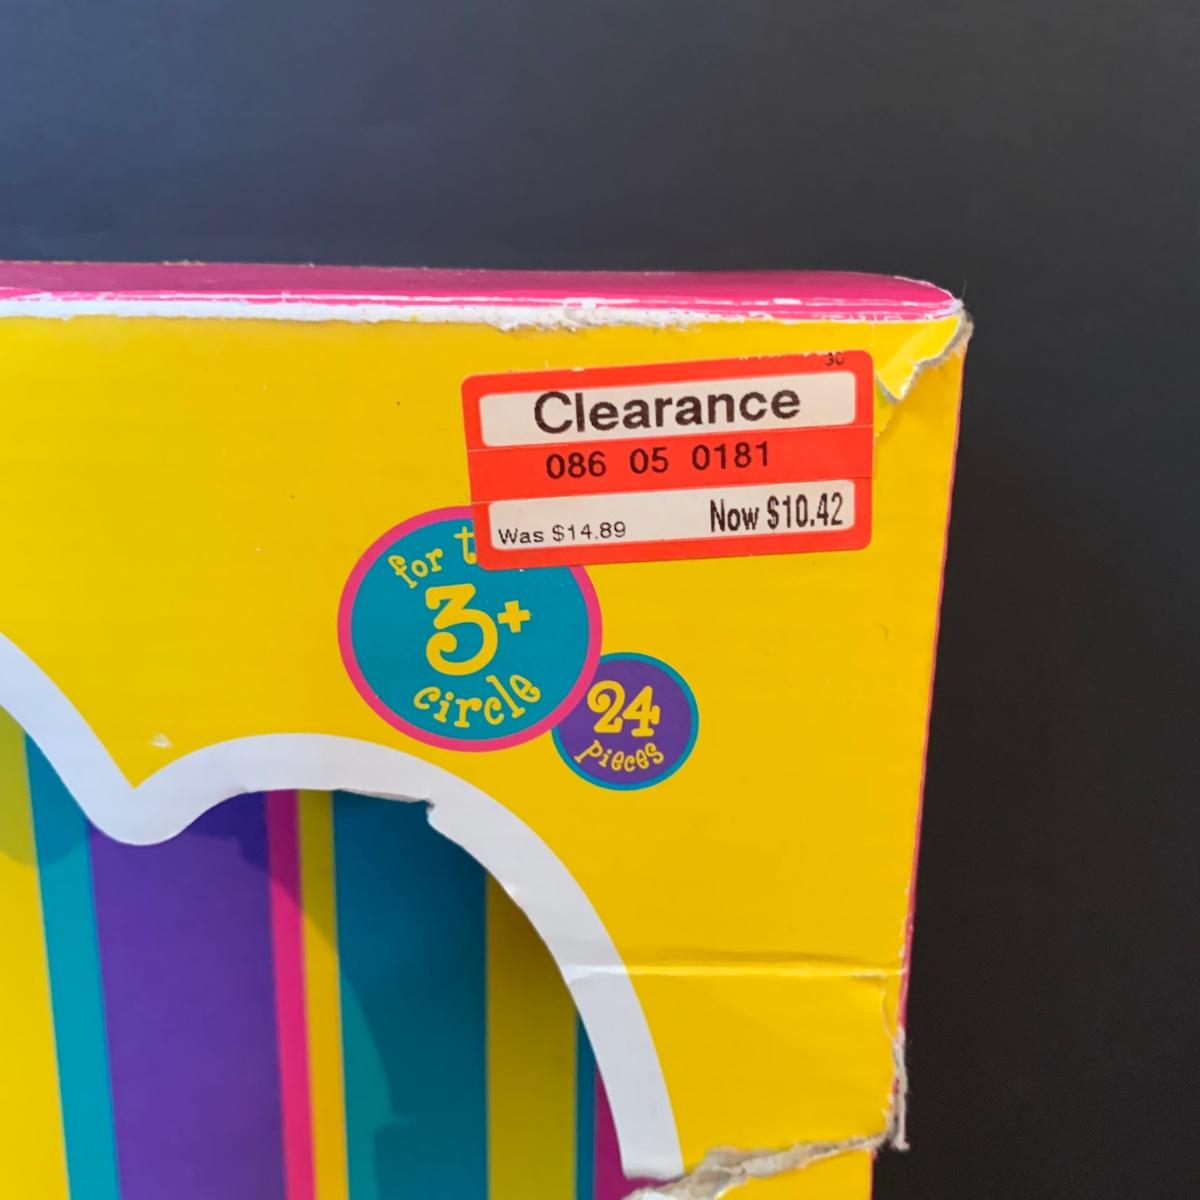 30
Clearance
086 05 0181
Was $14.89 Now $10.42
for t
3+
circle
24
pieces